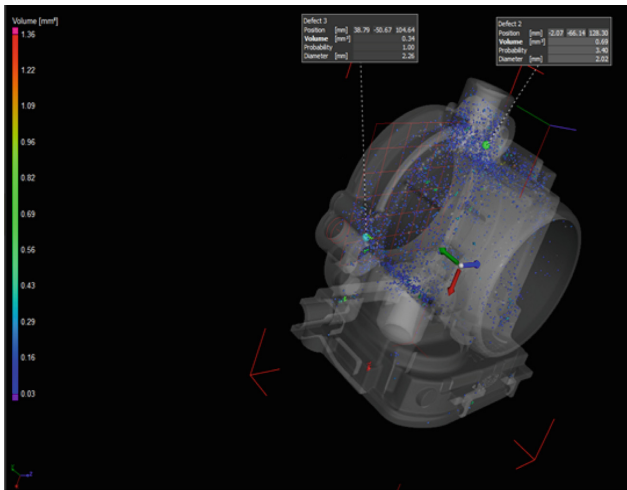 Volume [mm³]
1.36
1.22
1.09
0.96
0.82
0.69
0.56
0.43
0.29
0.16
0.03
Defect 3
Position [mm] 38.79 -50.67 104.64
Volume [mm³] 0.34
Probability 1.00
Diameter [mm] 2.26
Defect 2
Position [mm] -2.07 -66.14 128.30
Volume [mm³] 0.69
Probability 3.40
Diameter [mm] 2.02